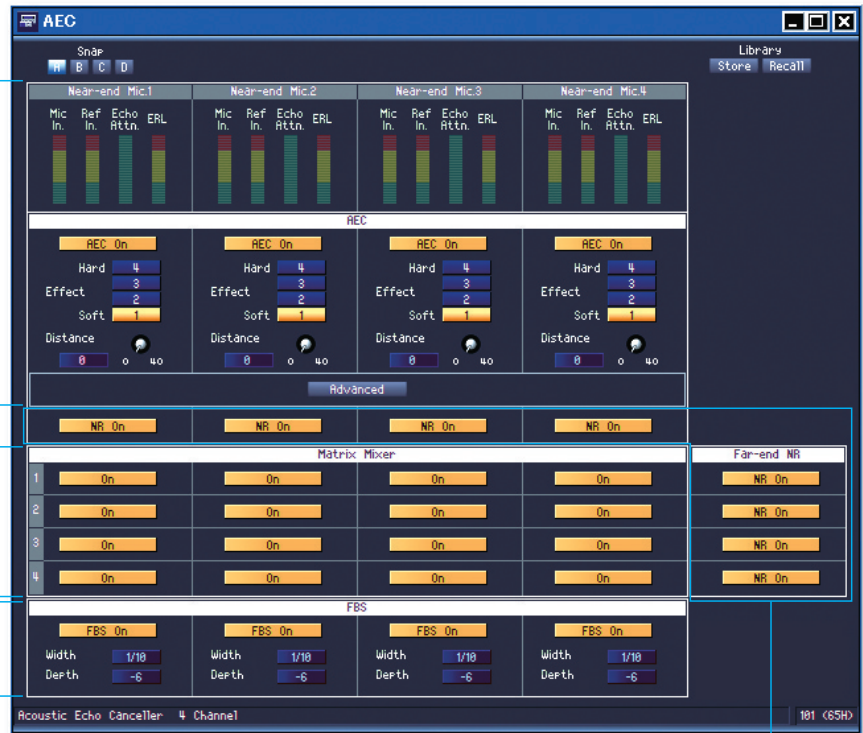 AEC
Snap
A B C D
Library
Store Recall
Near-end Mic.1 Near-end Mic.2 Near-end Mic.3 Near-end Mic.4
Mic In. Ref In. Echo Attn. ERL Mic In. Ref In. Echo Attn. ERL Mic In. Ref In. Echo Attn. ERL Mic In. Ref In. Echo Attn. ERL
AEC
AEC On AEC On AEC On AEC On
Hard 4 Hard 4 Hard 4 Hard 4
3 3 3 3
Effect Effect Effect Effect
2 2 2 2
Soft 1 Soft 1 Soft 1 Soft 1
Distance Distance Distance Distance
0 0 40 0 0 40 0 0 40 0 0 40
Advanced
NR On NR On NR On NR On
Matrix Mixer Far-end NR
1 On On On On NR On
2 On On On On NR On
3 On On On On NR On
4 On On On On NR On
FBS
FBS On FBS On FBS On FBS On
Width 1/10 Width 1/10 Width 1/10 Width 1/10
Depth -6 Depth -6 Depth -6 Depth -6
Acoustic Echo Canceller 4 Channel 101 (65H)